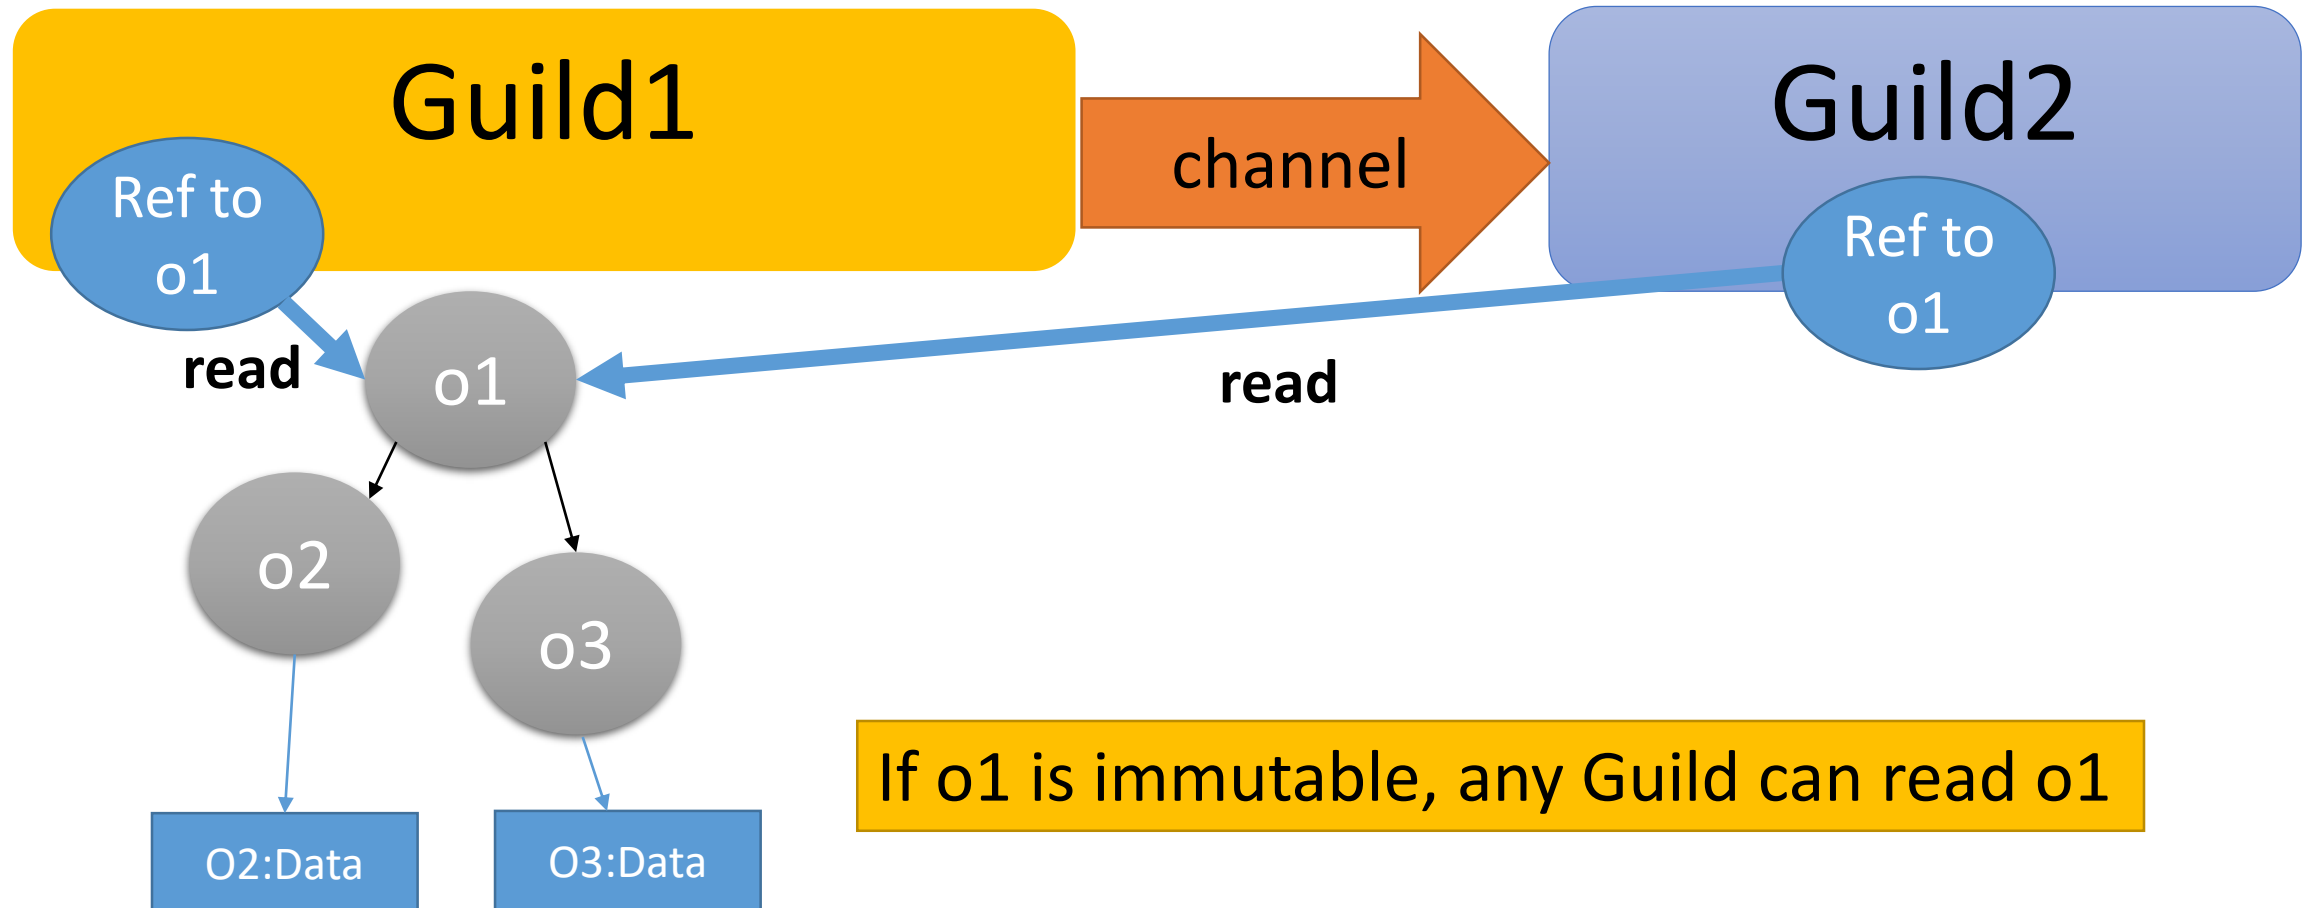 Guild1
channel
Guild2
Ref to
o1
Ref to
o1
read
o1
read
o2
o3
If o1 is immutable, any Guild can read o1
O2:Data
O3:Data